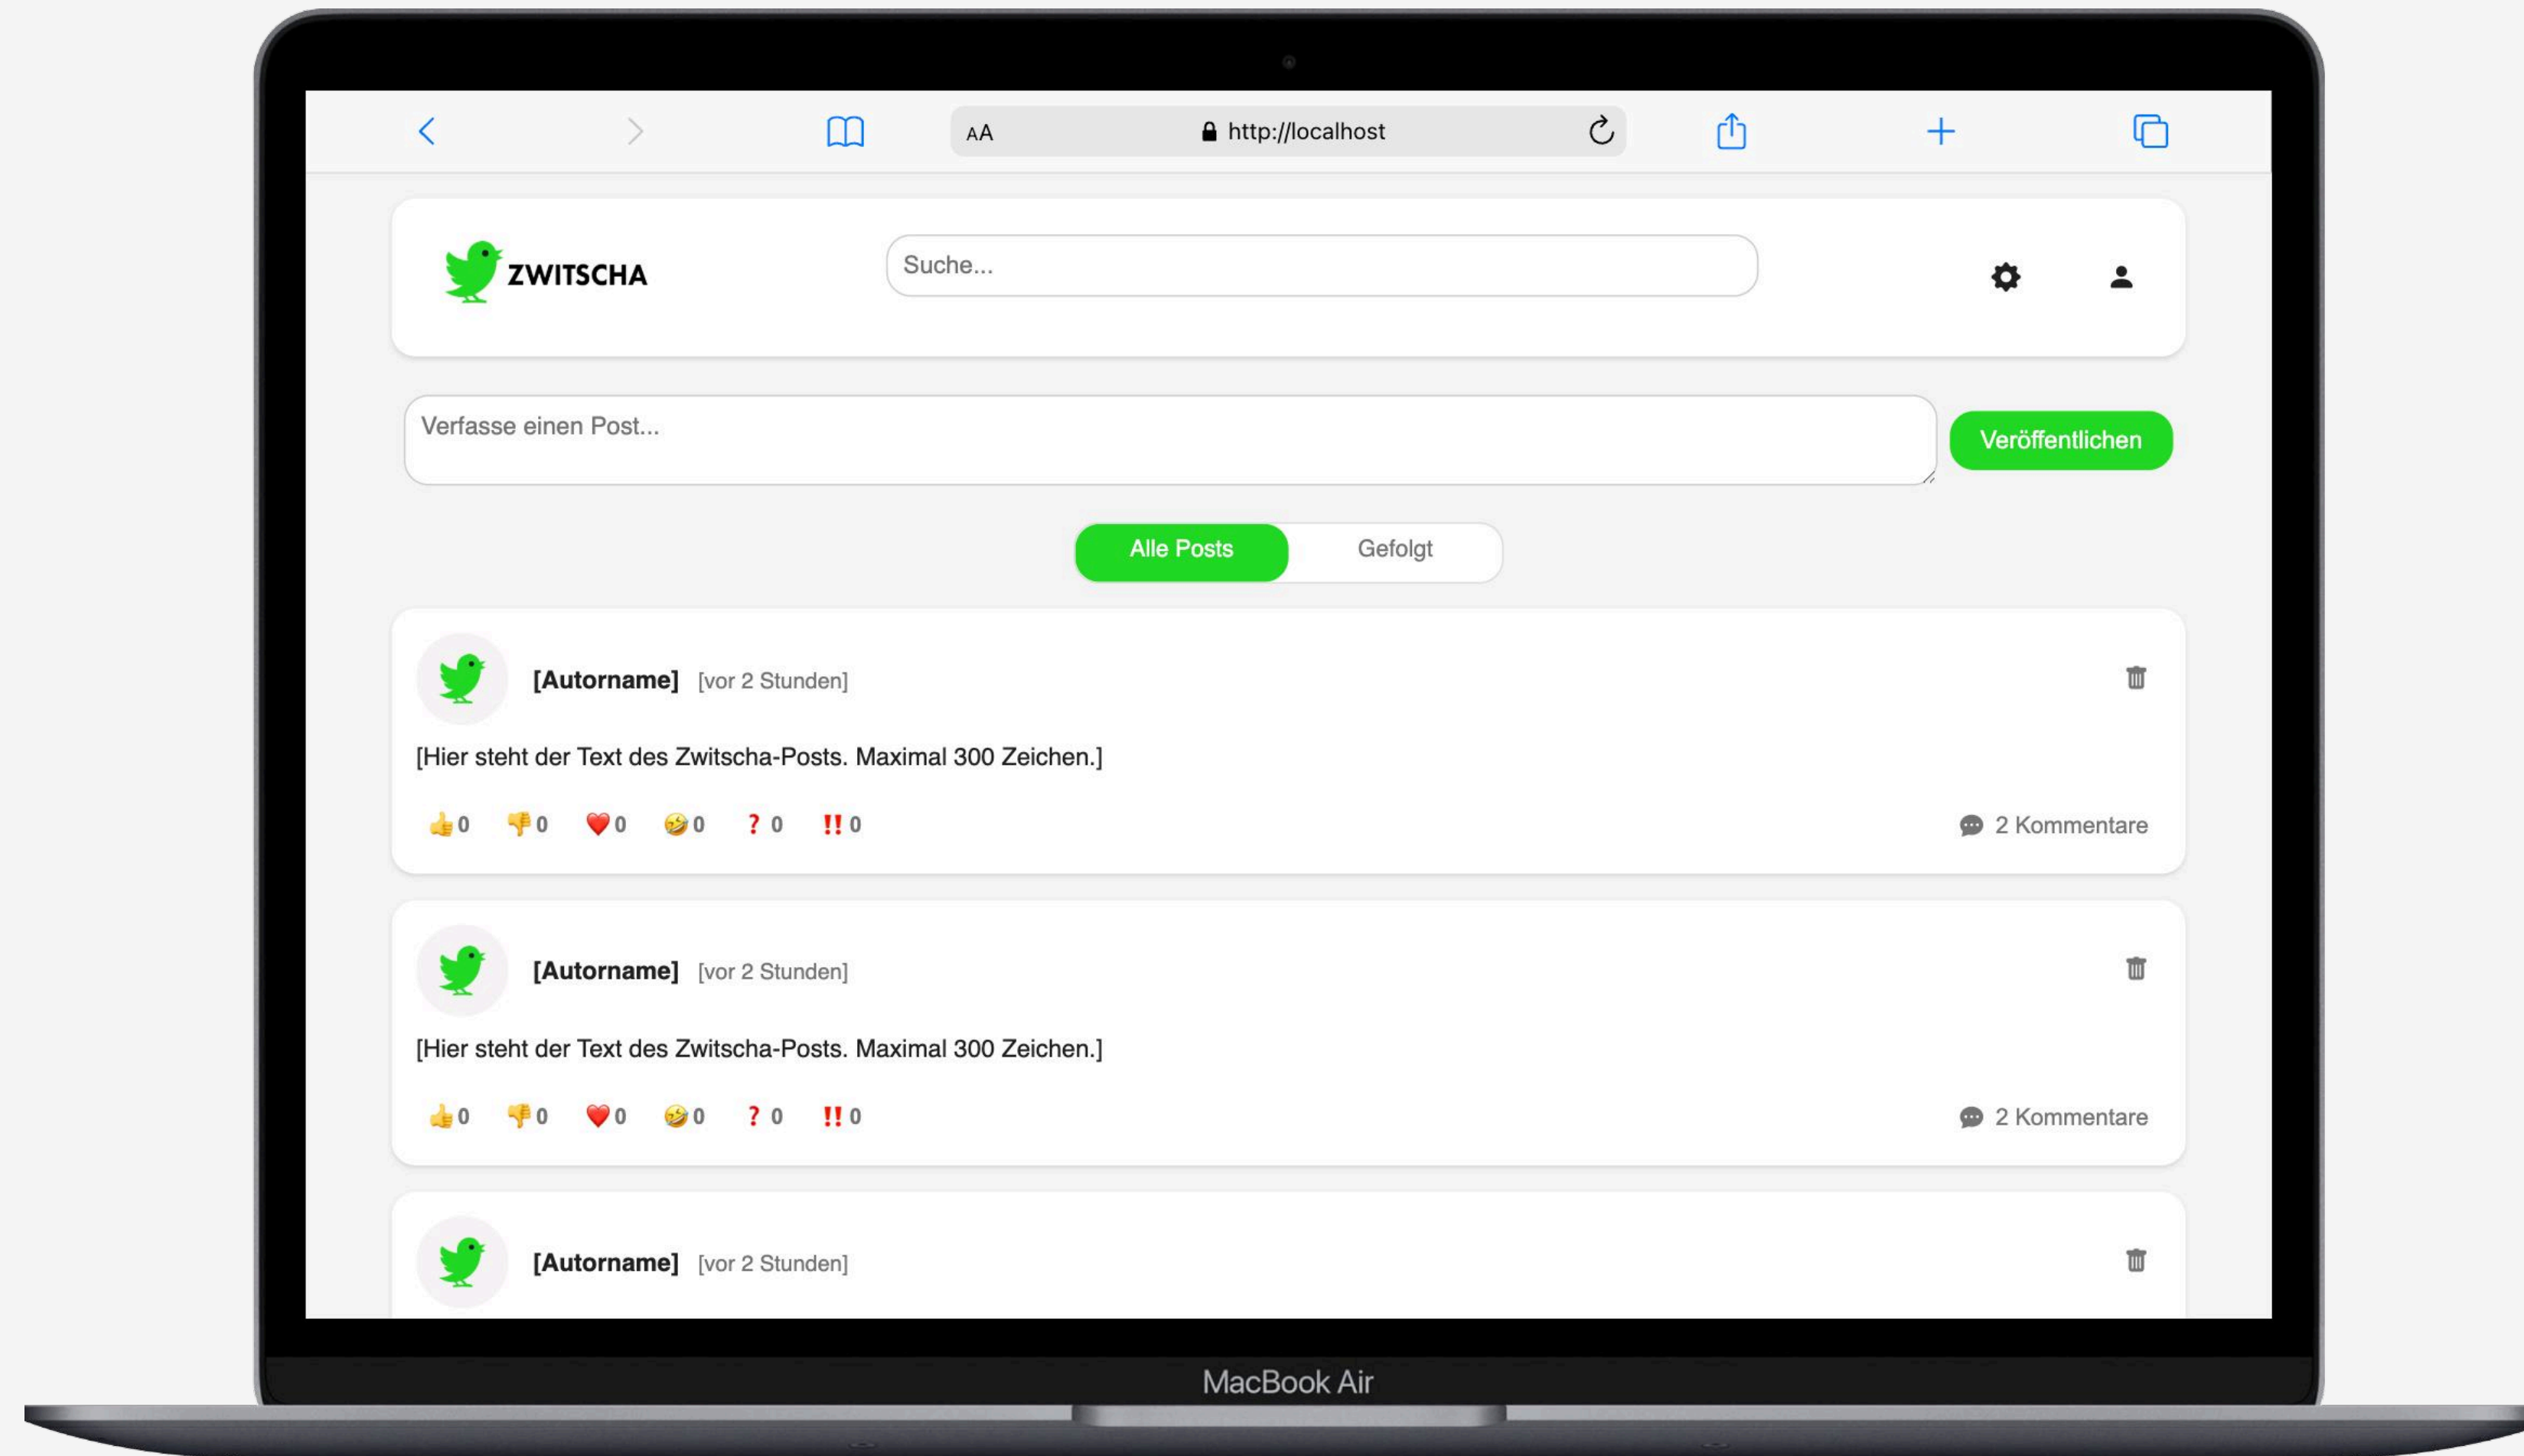 AA http://localhost
ZWITSCHA Suche...
Verfasse einen Post... Veröffentlichen
Alle Posts Gefolgt
[Autorname] [vor 2 Stunden]
[Hier steht der Text des Zwitscha-Posts. Maximal 300 Zeichen.]
👍0 👎0 ❤️0 🤣0 ❓0 ‼️0 2 Kommentare
[Autorname] [vor 2 Stunden]
[Hier steht der Text des Zwitscha-Posts. Maximal 300 Zeichen.]
👍0 👎0 ❤️0 🤣0 ❓0 ‼️0 2 Kommentare
[Autorname] [vor 2 Stunden]
MacBook Air